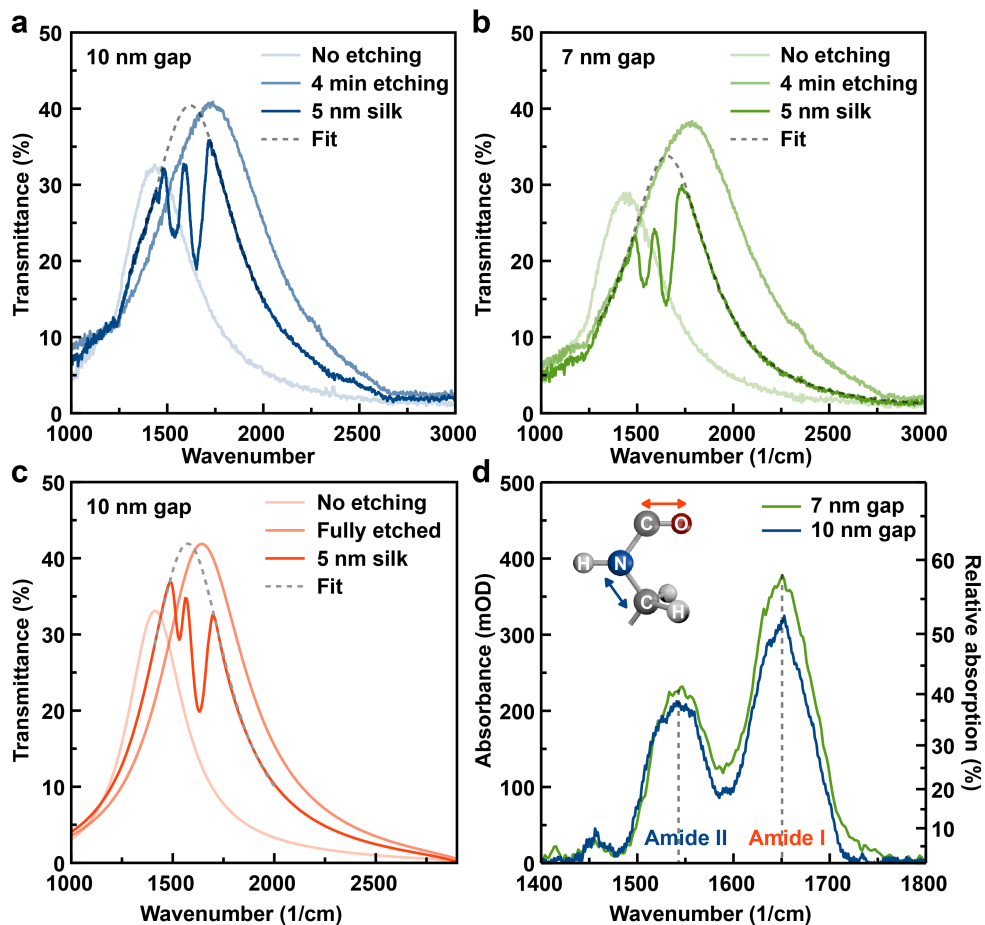 a
10 nm gap
No etching
4 min etching
5 nm silk
Fit
Transmittance (%)
50
40
30
20
10
0
1000
1500
2000
2500
3000
Wavenumber
b
7 nm gap
No etching
4 min etching
5 nm silk
Fit
Transmittance (%)
50
40
30
20
10
0
1000
1500
2000
2500
3000
Wavenumber (1/cm)
c
10 nm gap
No etching
Fully etched
5 nm silk
Fit
Transmittance (%)
50
40
30
20
10
0
1000
1500
2000
2500
Wavenumber (1/cm)
d
7 nm gap
10 nm gap
C
O
H
N
C
H
Amide II
Amide I
Absorbance (mOD)
500
400
300
200
100
0
Relative absorption (%)
60
50
40
30
20
10
1400
1500
1600
1700
1800
Wavenumber (1/cm)